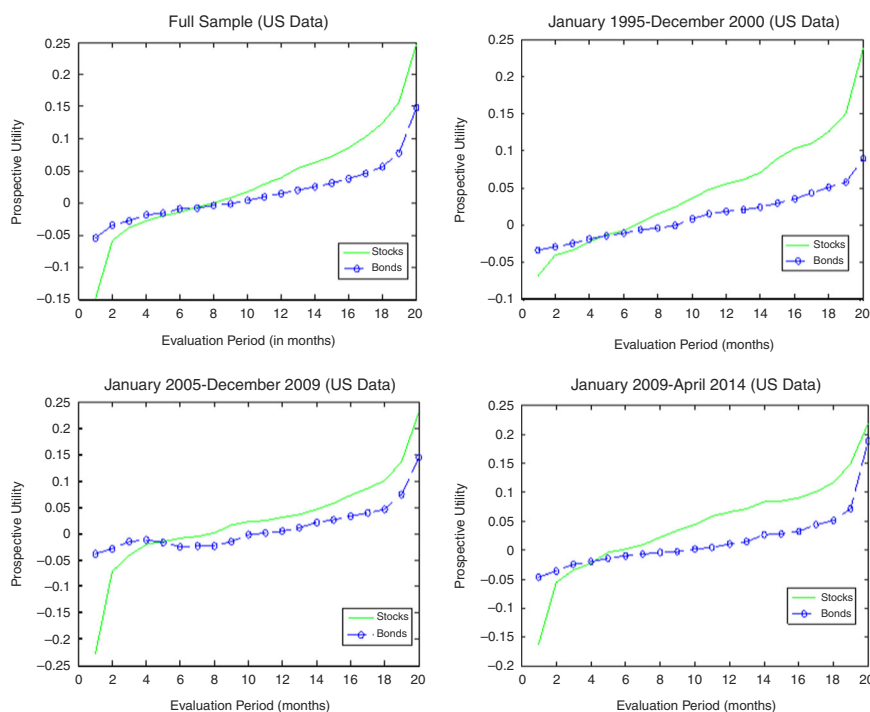 Full Sample (US Data)
0.25
0.2
0.15
0.1
0.05
0
−0.05
−0.1
−0.15
Prospective Utility
Stocks
Bonds
0 2 4 6 8 10 12 14 16 18 20
Evaluation Period (in months)
January 1995-December 2000 (US Data)
0.25
0.2
0.15
0.1
0.05
0
−0.05
−0.1
Prospective Utility
Stocks
Bonds
0 2 4 6 8 10 12 14 16 18 20
Evaluation Period (months)
January 2005-December 2009 (US Data)
0.25
0.2
0.15
0.1
0.05
0
−0.05
−0.1
−0.15
−0.2
−0.25
Prospective Utility
Stocks
Bonds
0 2 4 6 8 10 12 14 16 18 20
Evaluation Period (months)
January 2009-April 2014 (US Data)
0.25
0.2
0.15
0.1
0.05
0
−0.05
−0.1
−0.15
−0.2
Prospective Utility
Stocks
Bonds
0 2 4 6 8 10 12 14 16 18 20
Evaluation Period (months)